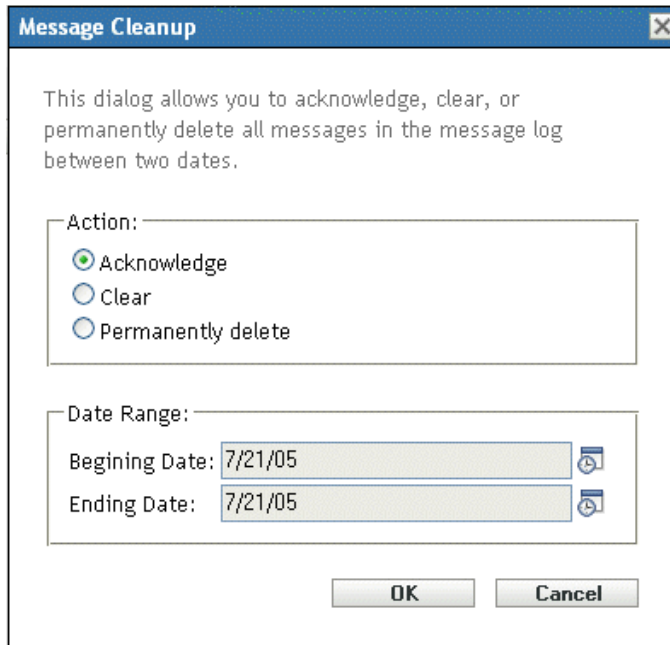 Message Cleanup
This dialog allows you to acknowledge, clear, or
permanently delete all messages in the message log
between two dates.
Action:
Acknowledge
Clear
Permanently delete
Date Range:
Begining Date: 7/21/05
Ending Date: 7/21/05
OK Cancel